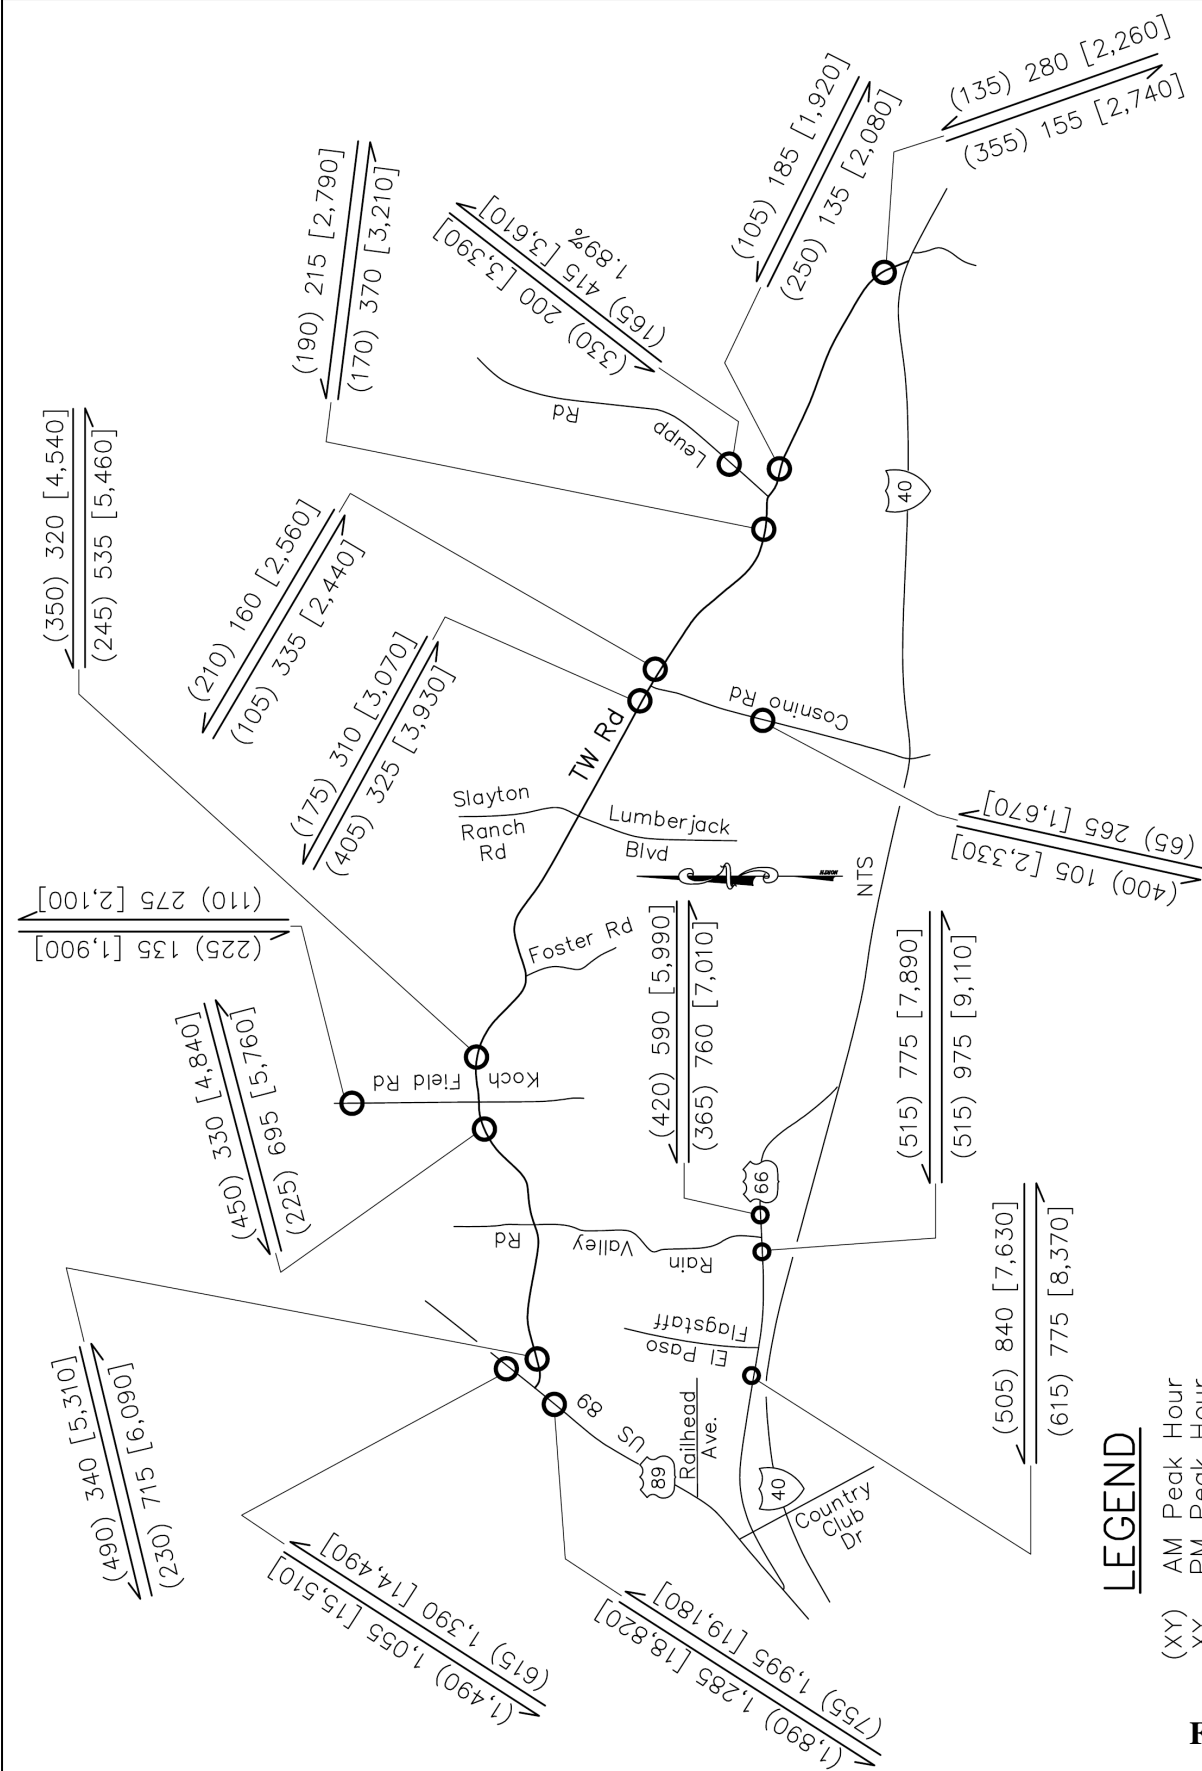 (135) 280 [2,260]
(355) 155 [2,740]
(105) 185 [1,920]
(250) 135 [2,080]
(190) 215 [2,790]
(170) 370 [3,210]
(165) 415 [3,610]
1.89%
(330) 200 [3,390]
(350) 320 [4,540]
(245) 535 [5,460]
(210) 160 [2,560]
(105) 335 [2,440]
(175) 310 [3,070]
(405) 325 [3,930]
Leupp
Rd
40
Cosnino Rd
TW Rd
Slayton
Ranch
Rd
Lumberjack
Blvd
NORTH
NTS
(65) 265 [1,670]
(400) 105 [2,330]
(110) 275 [2,100]
(225) 135 [1,900]
Foster Rd
(450) 330 [4,840]
(225) 695 [5,760]
Koch
Field Rd
(420) 590 [5,990]
(365) 760 [7,010]
(515) 775 [7,890]
(515) 975 [9,110]
66
Rain
Valley
Rd
(505) 840 [7,630]
(615) 775 [8,370]
El Paso
Flagstaff
(490) 340 [5,310]
(230) 715 [6,090]
US
89
89
Railhead
Ave.
40
Country
Club
Dr
(615) 1,390 [14,490]
(1,490) 1,055 [15,510]
(755) 1,995 [19,180]
(1,890) 1,285 [18,820]
LEGEND
(XY) AM Peak Hour
XY PM Peak Hour
F